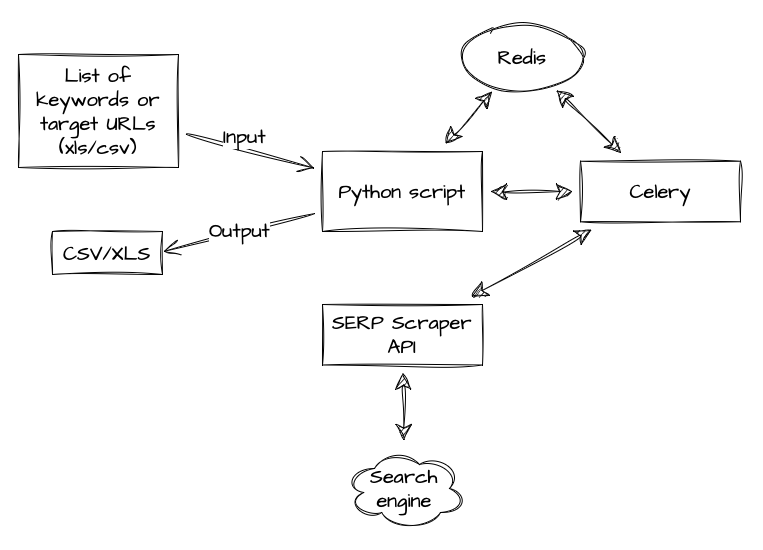 Redis
List of
keywords or
target URLs
(xls/csv)
Input
Python script
Celery
Output
CSV/XLS
SERP Scraper
API
Search
engine